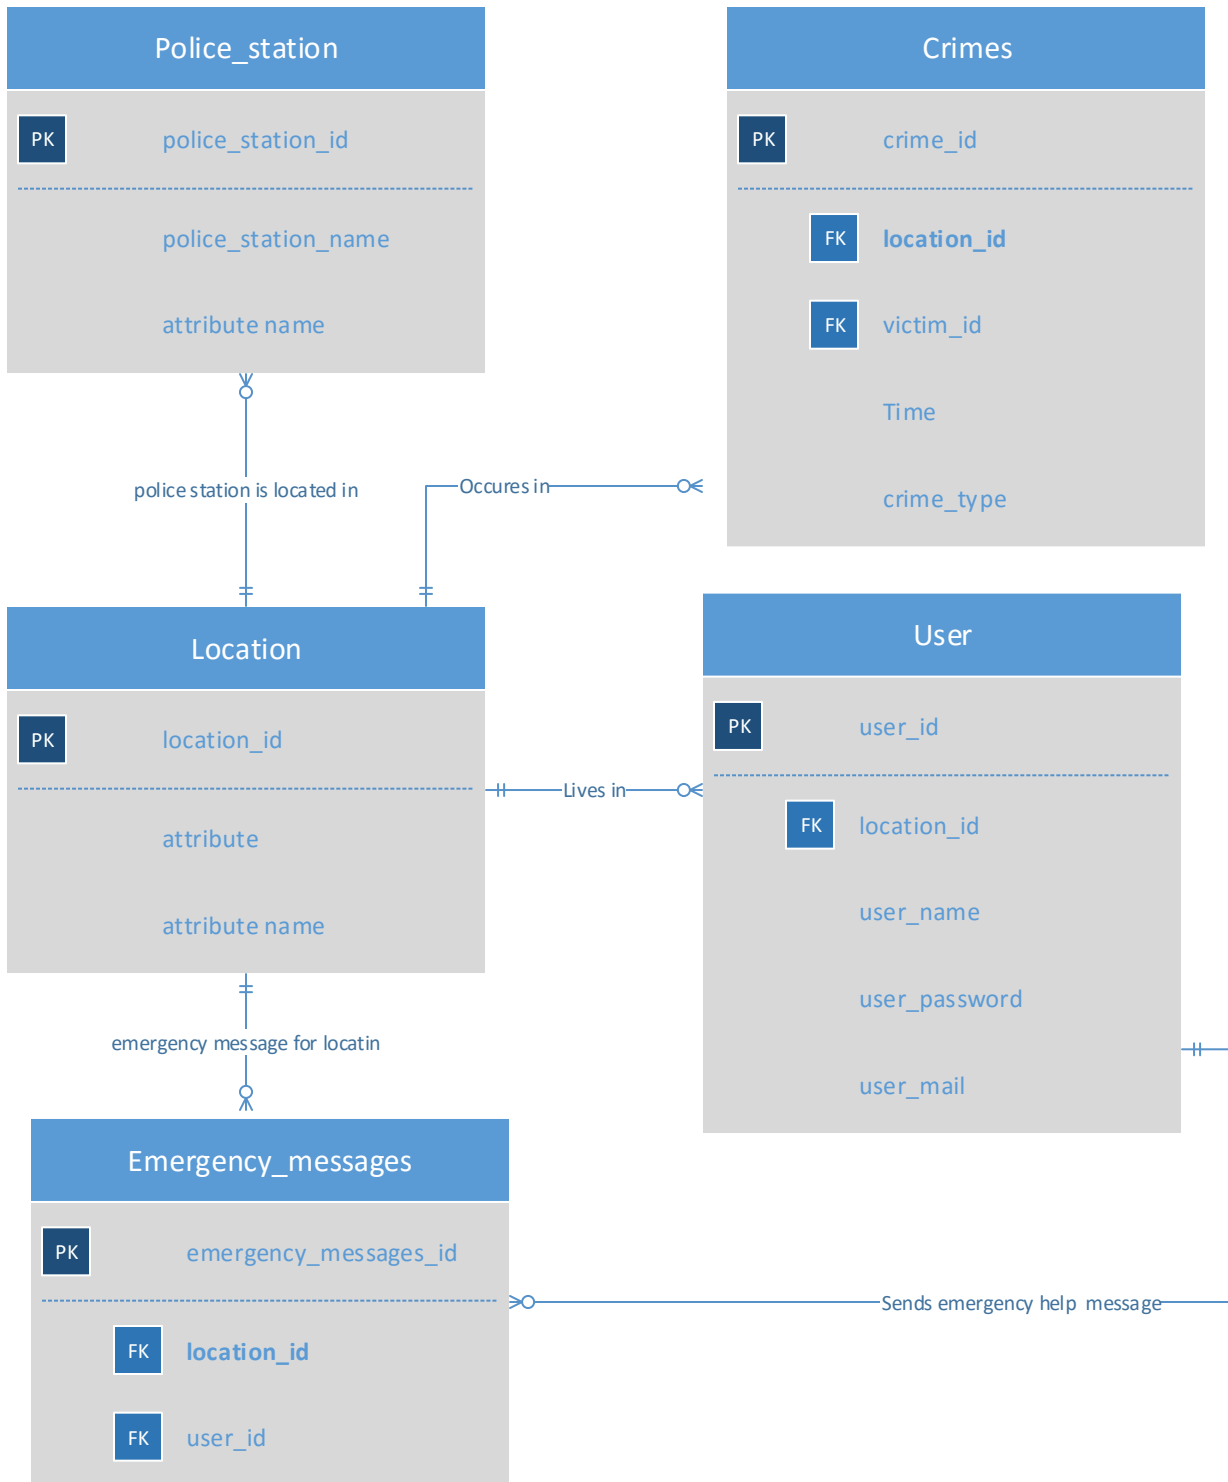 Police_station
PK police_station_id
police_station_name
attribute name
Crimes
PK crime_id
FK location_id
FK victim_id
Time
crime_type
police station is located in
Occures in
Location
PK location_id
attribute
attribute name
Lives in
User
PK user_id
FK location_id
user_name
user_password
user_mail
emergency message for locatin
Emergency_messages
PK emergency_messages_id
FK location_id
FK user_id
Sends emergency help message